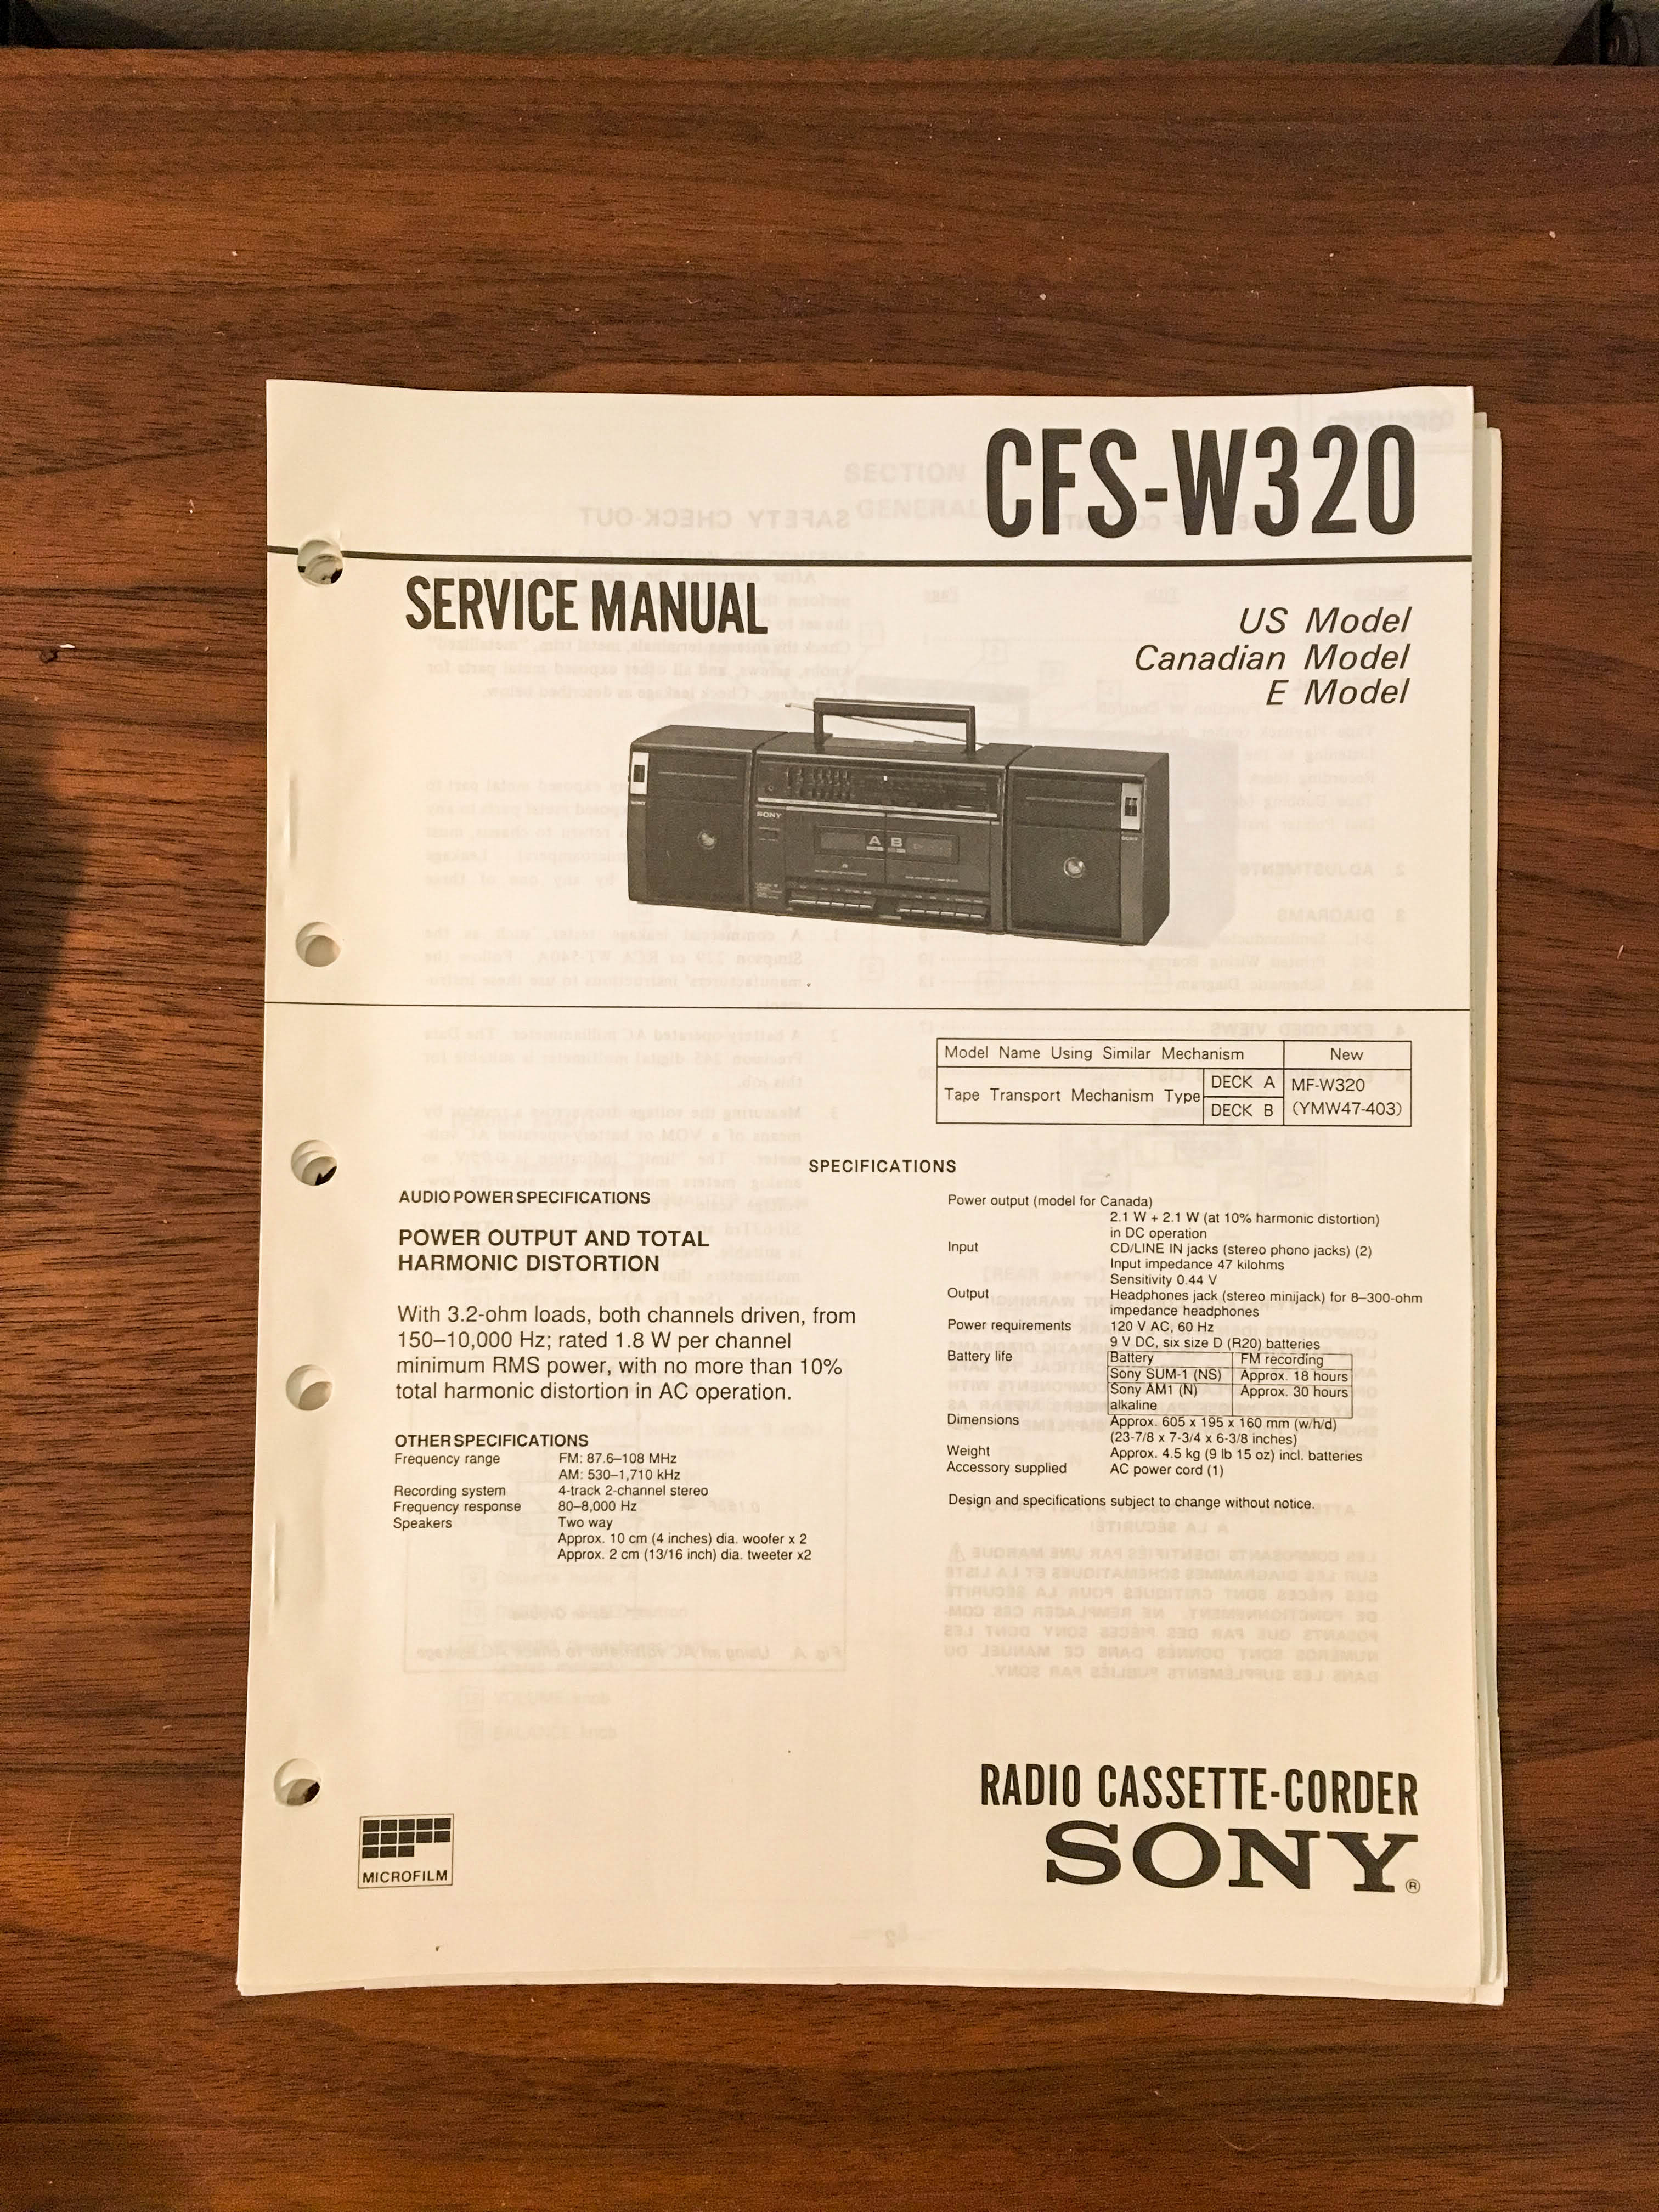 CFS-W320
SERVICE MANUAL
US Model
Canadian Model
E Model
SONY
A B
Model Name Using Similar Mechanism New
Tape Transport Mechanism Type DECK A MF-W320
DECK B (YMW47-403)
SPECIFICATIONS
AUDIO POWER SPECIFICATIONS
POWER OUTPUT AND TOTAL
HARMONIC DISTORTION
With 3.2-ohm loads, both channels driven, from
150–10,000 Hz; rated 1.8 W per channel
minimum RMS power, with no more than 10%
total harmonic distortion in AC operation.
OTHER SPECIFICATIONS
Frequency range FM: 87.6–108 MHz
AM: 530–1,710 kHz
Recording system 4-track 2-channel stereo
Frequency response 80–8,000 Hz
Speakers Two way
Approx. 10 cm (4 inches) dia. woofer x 2
Approx. 2 cm (13/16 inch) dia. tweeter x2
Power output (model for Canada)
2.1 W + 2.1 W (at 10% harmonic distortion)
in DC operation
Input CD/LINE IN jacks (stereo phono jacks) (2)
Input impedance 47 kilohms
Sensitivity 0.44 V
Output Headphones jack (stereo minijack) for 8–300-ohm
impedance headphones
Power requirements 120 V AC, 60 Hz
9 V DC, six size D (R20) batteries
Battery life Battery FM recording
Sony SUM-1 (NS) Approx. 18 hours
Sony AM1 (N) Approx. 30 hours
alkaline
Dimensions Approx. 605 x 195 x 160 mm (w/h/d)
(23-7/8 x 7-3/4 x 6-3/8 inches)
Weight Approx. 4.5 kg (9 lb 15 oz) incl. batteries
Accessory supplied AC power cord (1)
Design and specifications subject to change without notice.
RADIO CASSETTE-CORDER
SONY®
MICROFILM